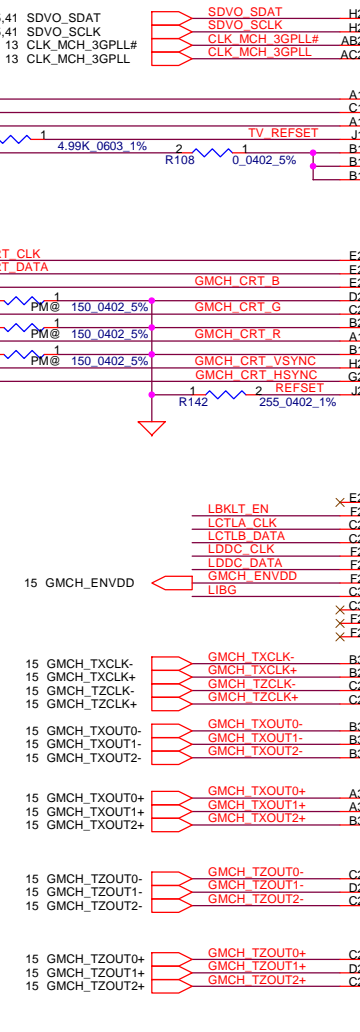 41 SDVO_SDAT SDVO_SDAT
41 SDVO_SCLK SDVO_SCLK
13 CLK_MCH_3GPLL# CLK_MCH_3GPLL#
13 CLK_MCH_3GPLL CLK_MCH_3GPLL
1 TV_REFSET
4.99K_0603_1% 2 1
R108 0_0402_5%
CLK
DATA
GMCH_CRT_B
1
PM@ 150_0402_5% GMCH_CRT_G
1
PM@ 150_0402_5% GMCH_CRT_R
1
PM@ 150_0402_5% GMCH_CRT_VSYNC
GMCH_CRT_HSYNC
1 2 REFSET
R142 255_0402_1%
LBKLT_EN
LCTLA_CLK
LCTLB_DATA
LDDC_CLK
LDDC_DATA
15 GMCH_ENVDD GMCH_ENVDD
LIBG
15 GMCH_TXCLK- GMCH_TXCLK-
15 GMCH_TXCLK+ GMCH_TXCLK+
15 GMCH_TZCLK- GMCH_TZCLK-
15 GMCH_TZCLK+ GMCH_TZCLK+
15 GMCH_TXOUT0- GMCH_TXOUT0-
15 GMCH_TXOUT1- GMCH_TXOUT1-
15 GMCH_TXOUT2- GMCH_TXOUT2-
15 GMCH_TXOUT0+ GMCH_TXOUT0+
15 GMCH_TXOUT1+ GMCH_TXOUT1+
15 GMCH_TXOUT2+ GMCH_TXOUT2+
15 GMCH_TZOUT0- GMCH_TZOUT0-
15 GMCH_TZOUT1- GMCH_TZOUT1-
15 GMCH_TZOUT2- GMCH_TZOUT2-
15 GMCH_TZOUT0+ GMCH_TZOUT0+
15 GMCH_TZOUT1+ GMCH_TZOUT1+
15 GMCH_TZOUT2+ GMCH_TZOUT2+